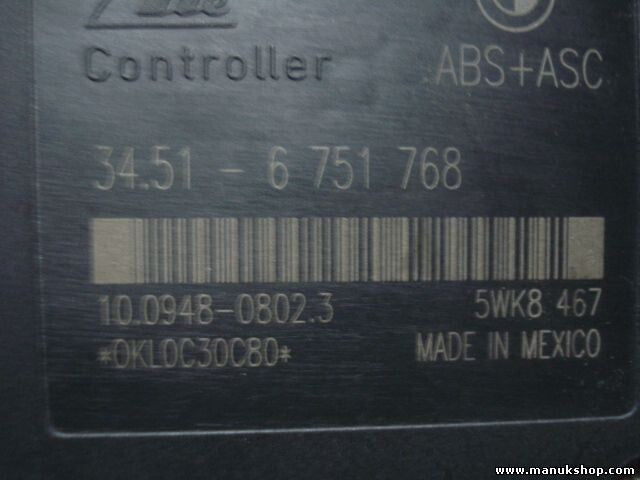 Controller ABS+ASC
34.51 - 6 751 768
10.0948-0802.3 5WK8 467
*0KL0C30C80* MADE IN MEXICO
www.manukshop.com